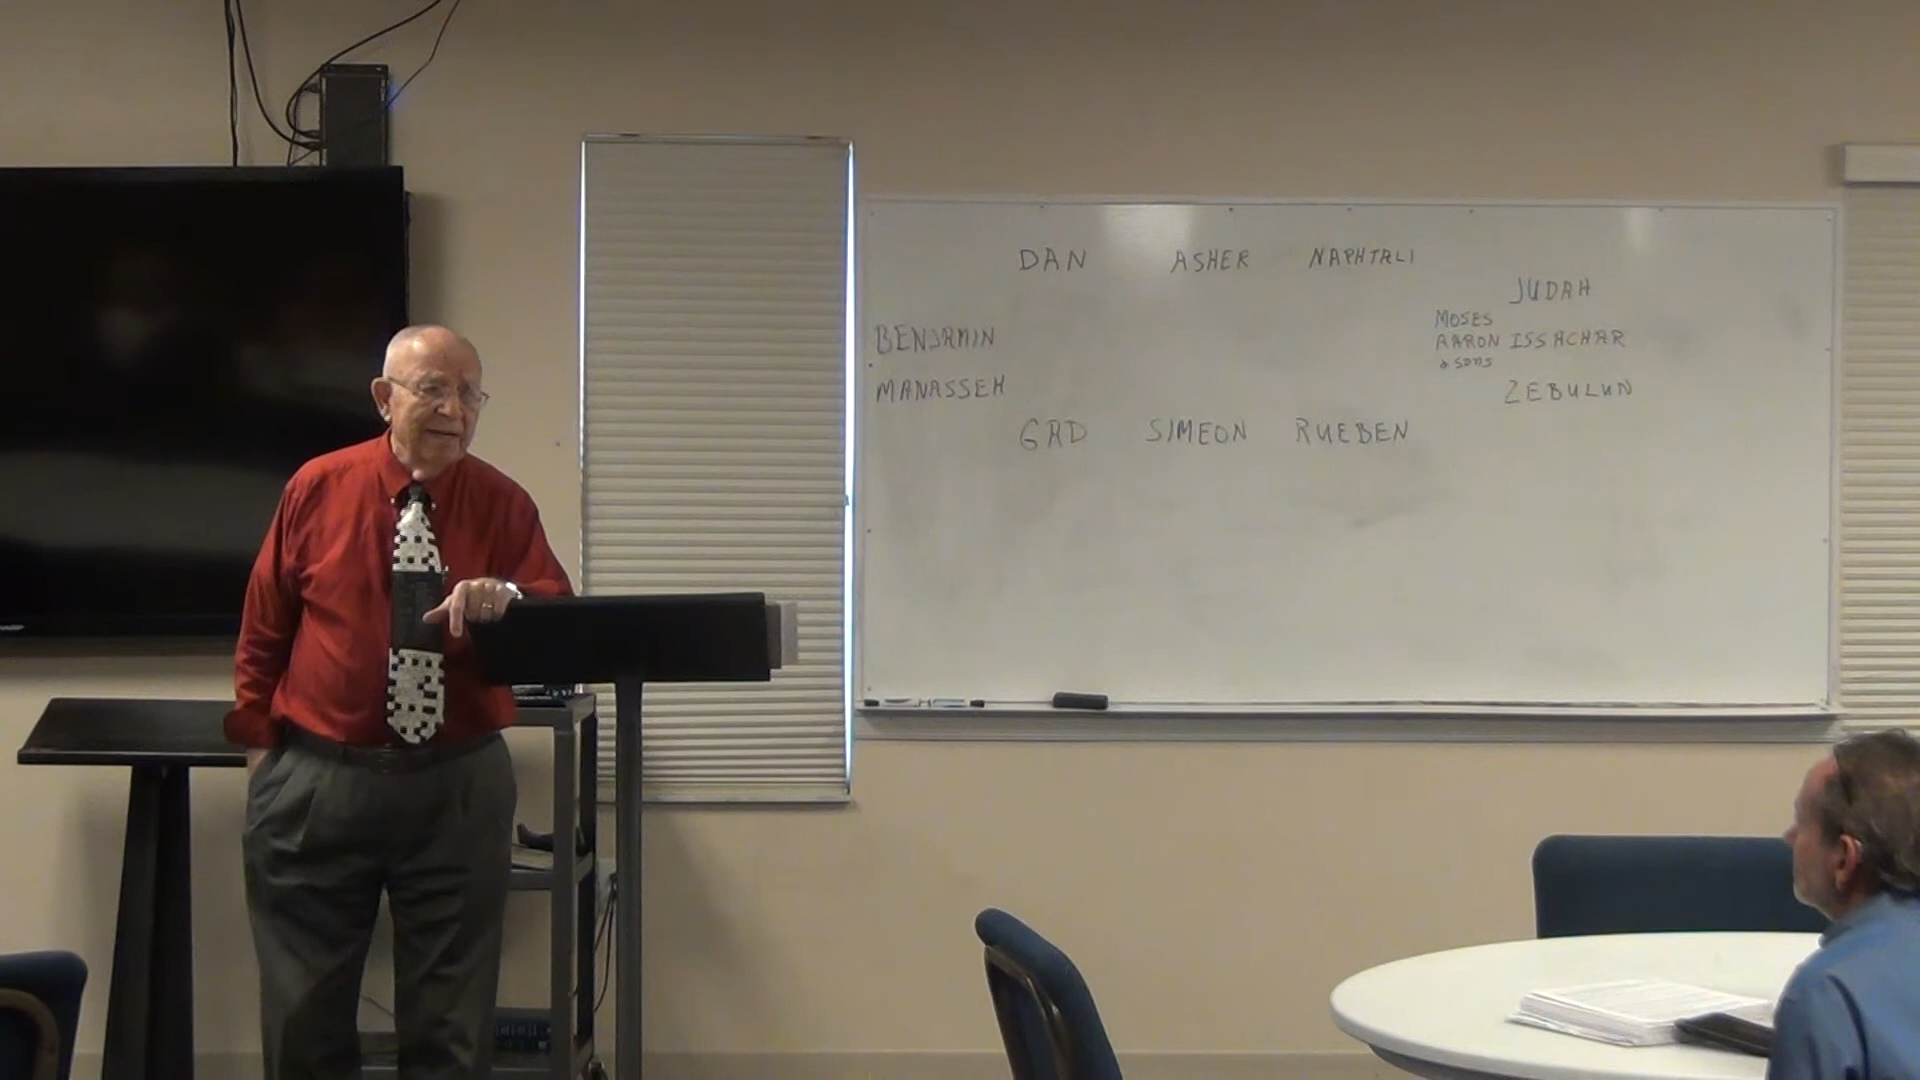 DAN ASHER NAPHTALI
JUDAH
MOSES
BENJAMIN AARON ISSACHAR
& SONS
MANASSEH ZEBULUN
GAD SIMEON RUEBEN